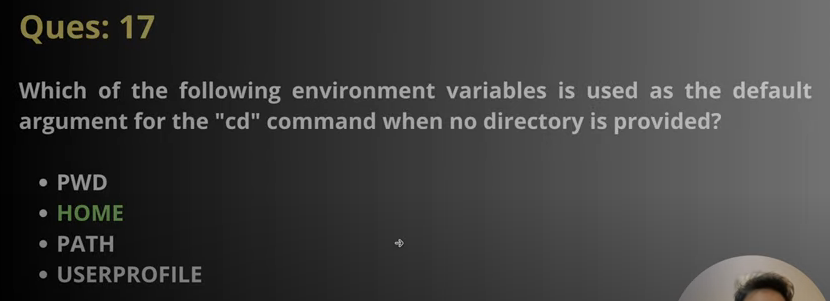 Ques: 17
Which of the following environment variables is used as the default
argument for the "cd" command when no directory is provided?
• PWD
• HOME
• PATH
• USERPROFILE